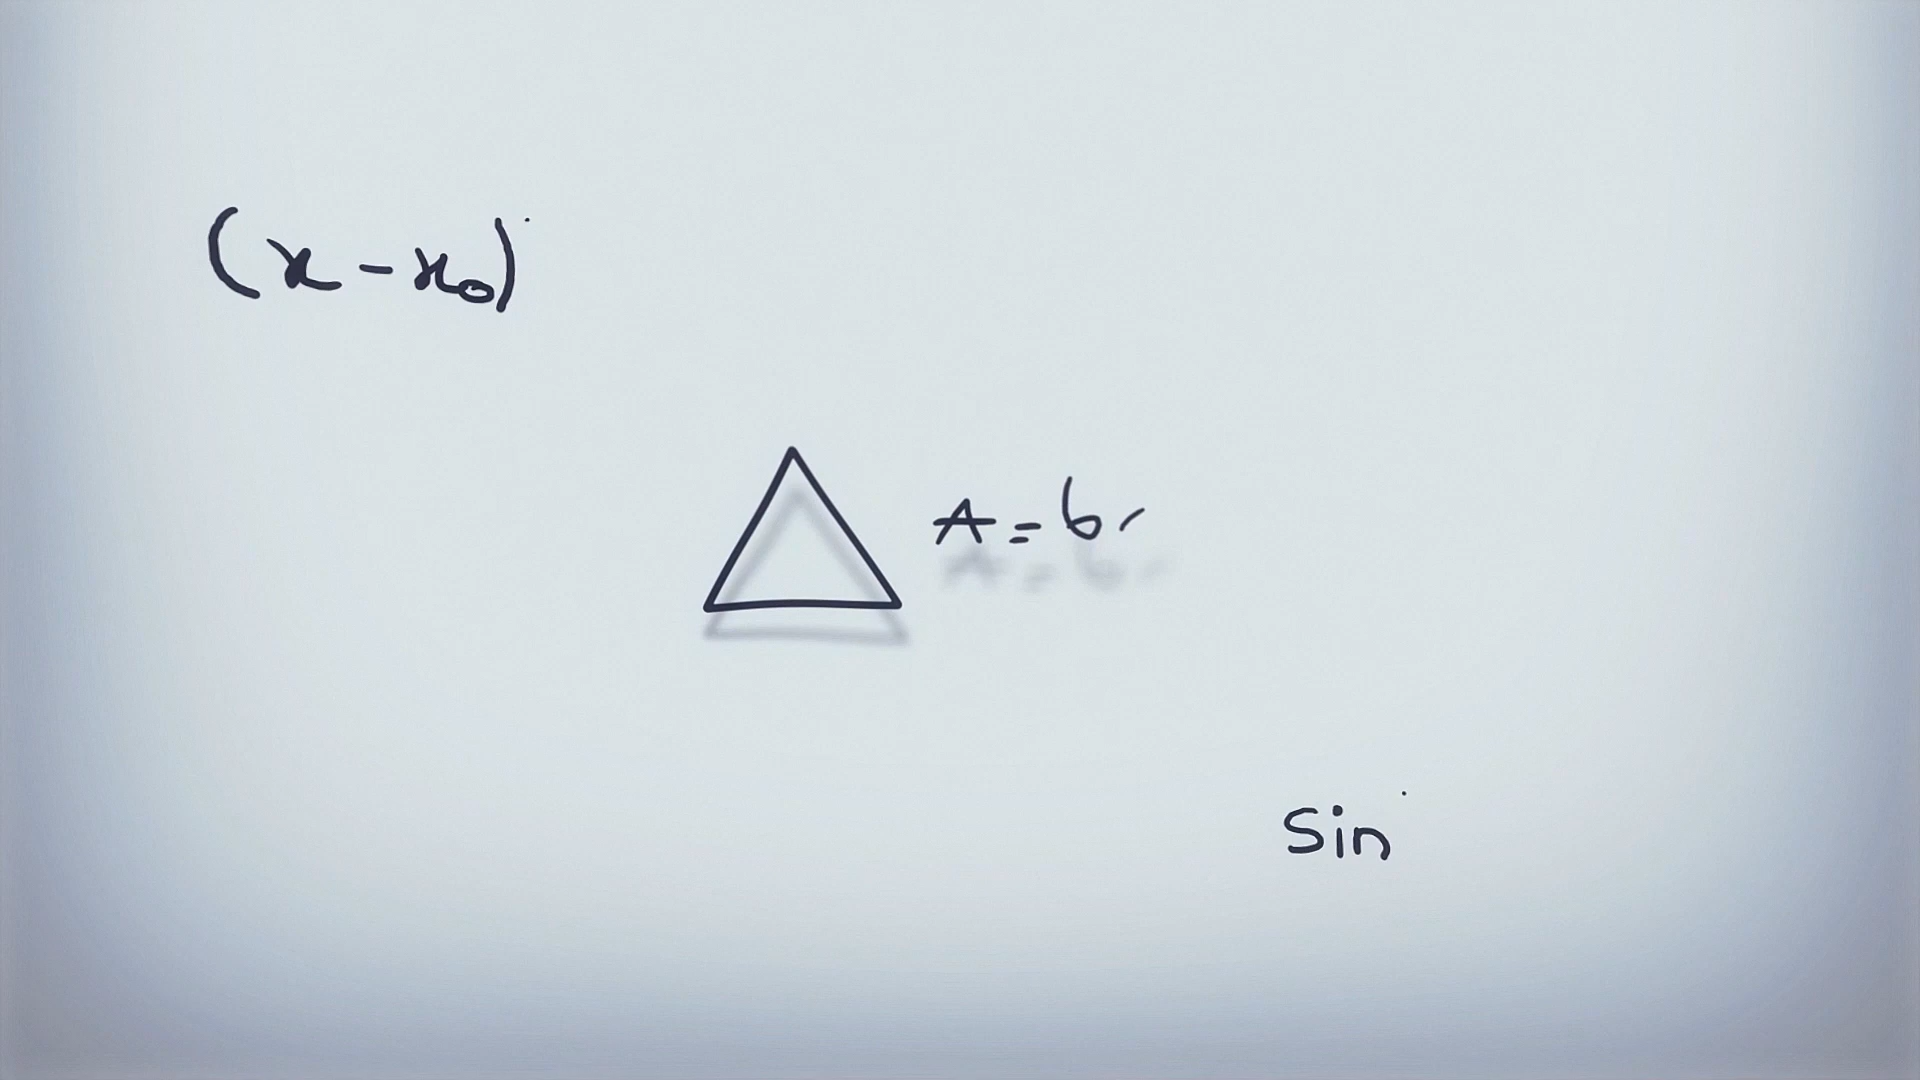 (x-x₀)
A=b
sin